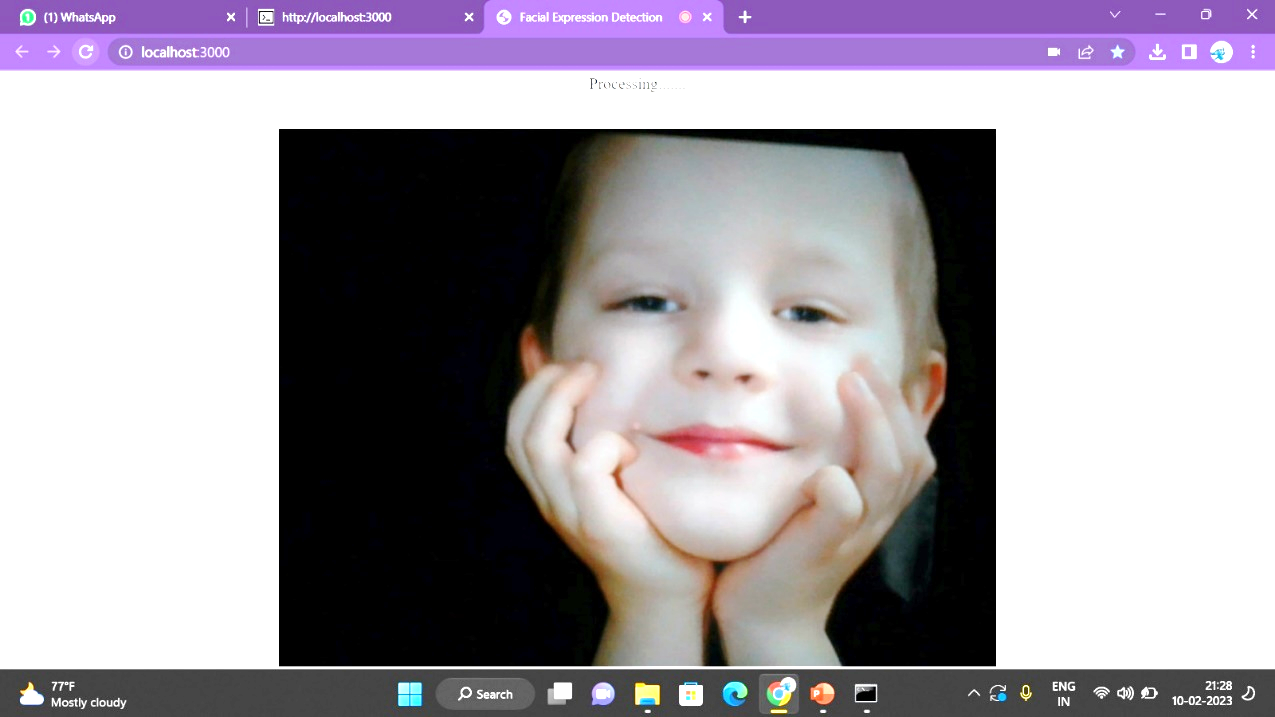 (1) WhatsApp
http://localhost:3000
Facial Expression Detection
localhost:3000
Processing.......
77°F
Mostly cloudy
Search
ENG
IN
21:28
10-02-2023